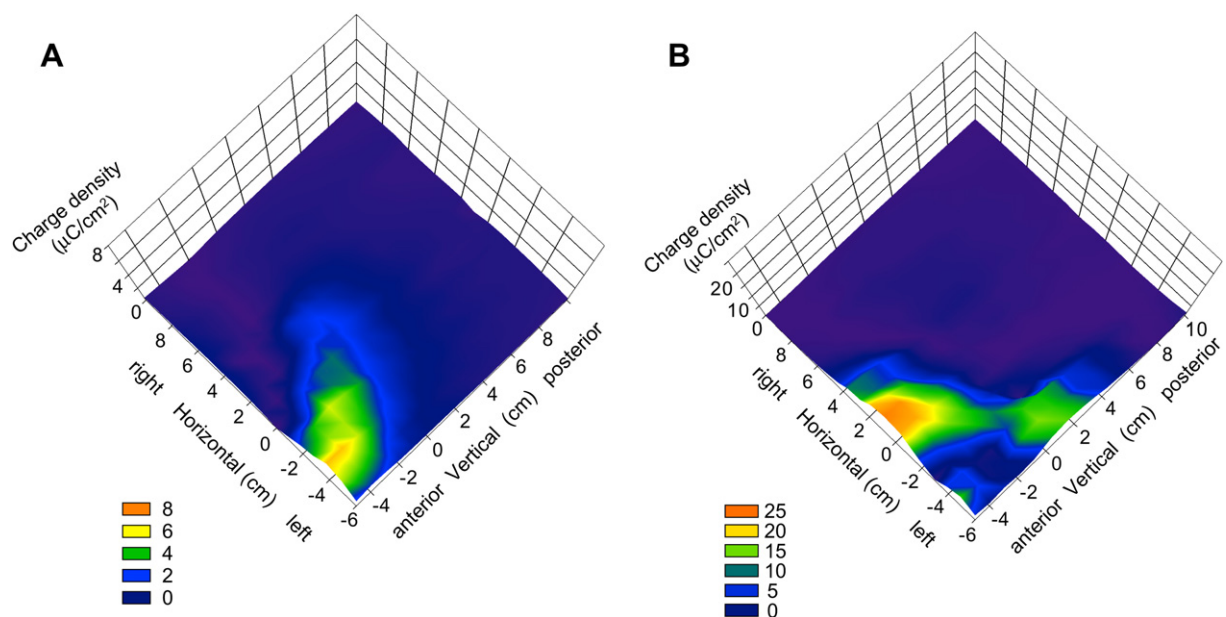 A
Charge density
(μC/cm²)
8
4
0
8
6
4
2
0
-2
-4
-6
right
Horizontal (cm)
left
-4
-2
0
2
4
6
8
anterior
Vertical (cm)
posterior
8
6
4
2
0
B
Charge density
(μC/cm²)
20
10
0
8
6
4
2
0
-2
-4
-6
right
Horizontal (cm)
left
-4
-2
0
2
4
6
8
10
anterior
Vertical (cm)
posterior
25
20
15
10
5
0